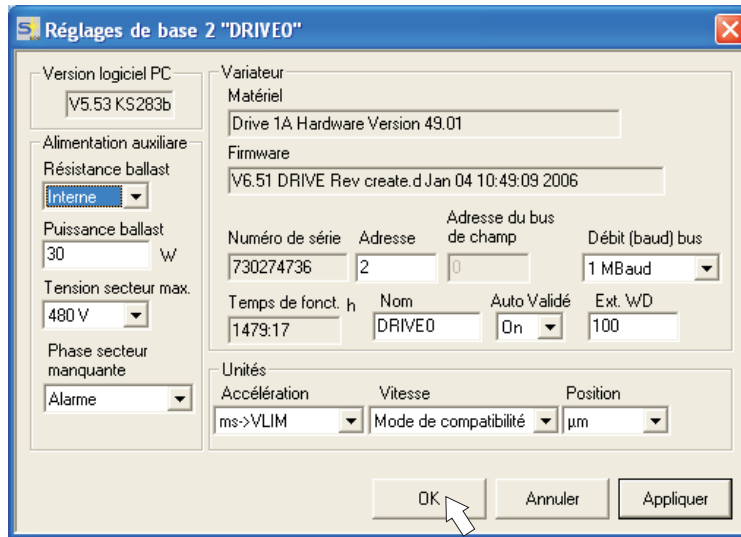 Réglages de base 2 "DRIVE0"
Version logiciel PC
V5.53 KS283b
Alimentation auxiliare
Résistance ballast
Interne
Puissance ballast
30 W
Tension secteur max.
480 V
Phase secteur
manquante
Alarme
Variateur
Matériel
Drive 1A Hardware Version 49.01
Firmware
V6.51 DRIVE Rev create.d Jan 04 10:49:09 2006
Numéro de série
730274736
Adresse
2
Adresse du bus
de champ
0
Débit (baud) bus
1 MBaud
Temps de fonct. h
1479:17
Nom
DRIVE0
Auto Validé
On
Ext. WD
100
Unités
Accélération
ms->VLIM
Vitesse
Mode de compatibilité
Position
µm
OK
Annuler
Appliquer